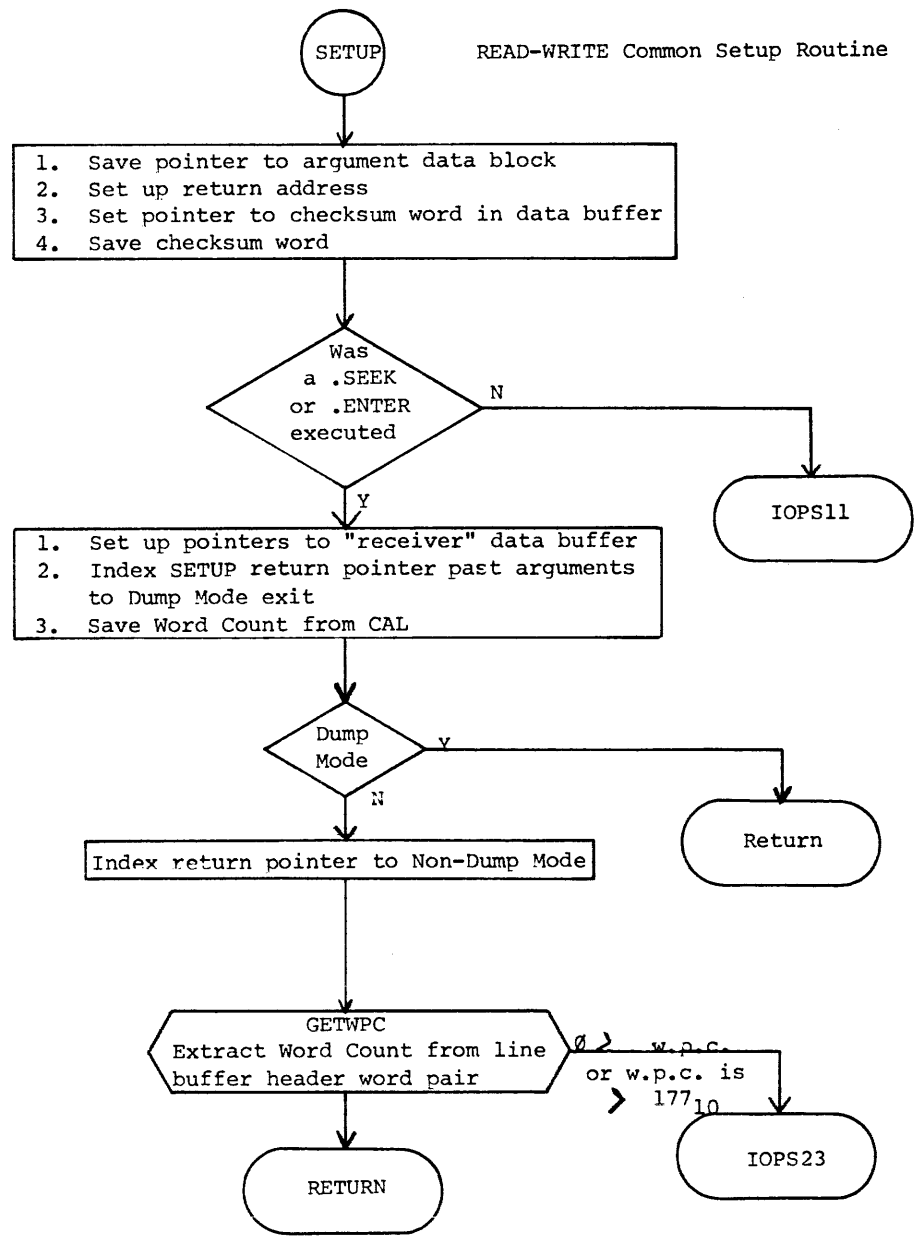 SETUP
READ-WRITE Common Setup Routine
1. Save pointer to argument data block
2. Set up return address
3. Set pointer to checksum word in data buffer
4. Save checksum word
Was
a .SEEK
or .ENTER
executed
N
IOPS11
Y
1. Set up pointers to "receiver" data buffer
2. Index SETUP return pointer past arguments
to Dump Mode exit
3. Save Word Count from CAL
Dump
Mode
Y
N
Return
Index return pointer to Non-Dump Mode
GETWPC
Extract Word Count from line
buffer header word pair
Ø > w.p.c.
or w.p.c. is
> 177₁₀
IOPS23
RETURN